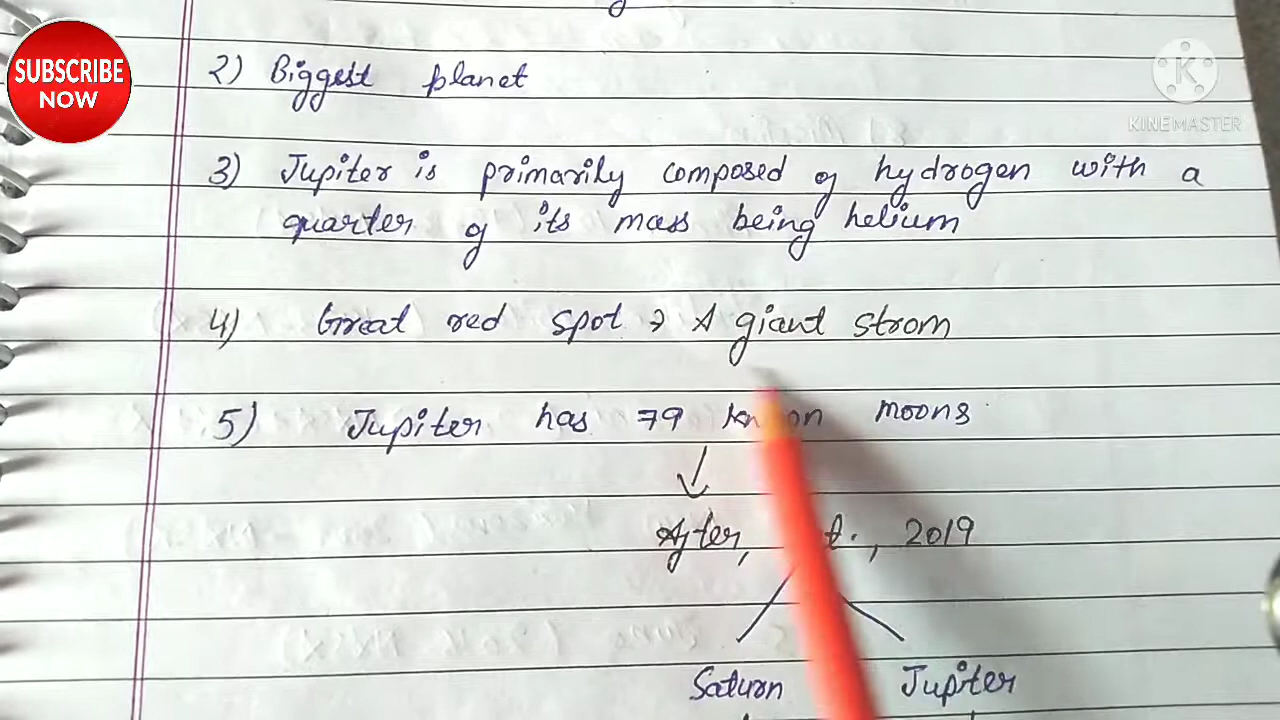 SUBSCRIBE
NOW
K
KINEMASTER
2) Biggest planet
3) Jupiter is primarily composed of hydrogen with a
quarter of its mass being helium
4) Great red spot → A giant strom
5) Jupiter has 79 moons
After, 2019
Saturn Jupiter